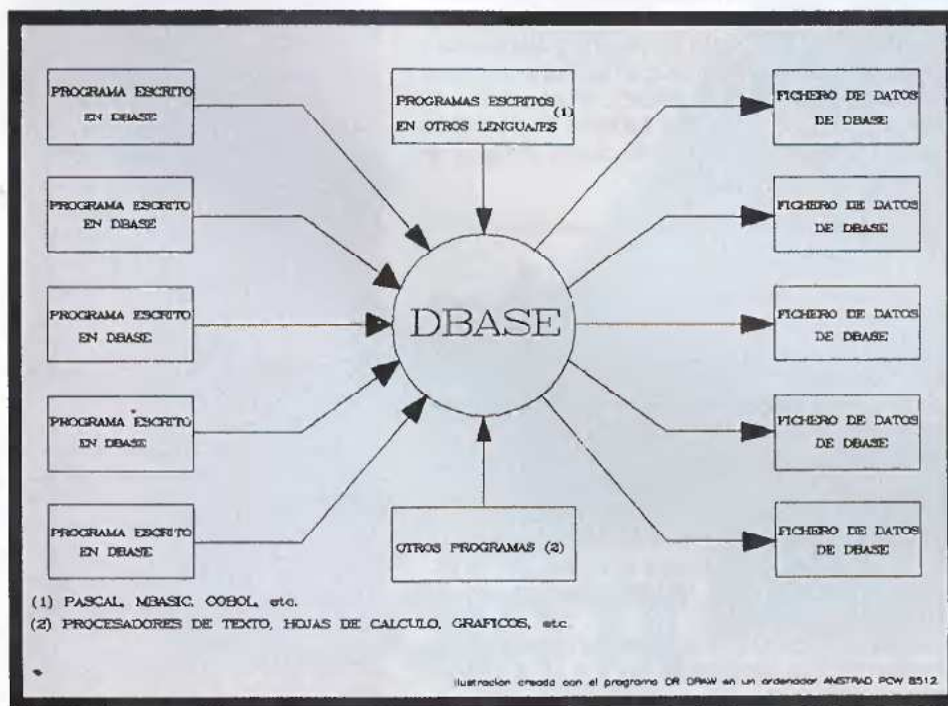 PROGRAMA ESCRITO
EN DBASE
PROGRAMAS ESCRITOS (1)
EN OTROS LENGUAJES
FICHERO DE DATOS
DE DBASE
PROGRAMA ESCRITO
EN DBASE
FICHERO DE DATOS
DE DBASE
PROGRAMA ESCRITO
EN DBASE
DBASE
FICHERO DE DATOS
DE DBASE
PROGRAMA ESCRITO
EN DBASE
FICHERO DE DATOS
DE DBASE
PROGRAMA ESCRITO
EN DBASE
OTROS PROGRAMAS (2)
FICHERO DE DATOS
DE DBASE
(1) PASCAL, MBASIC, COBOL, etc.
(2) PROCESADORES DE TEXTO, HOJAS DE CALCULO, GRAFICOS, etc.
Ilustración creada con el programa DR DRAW en un ordenador AMSTRAD PCW 8512